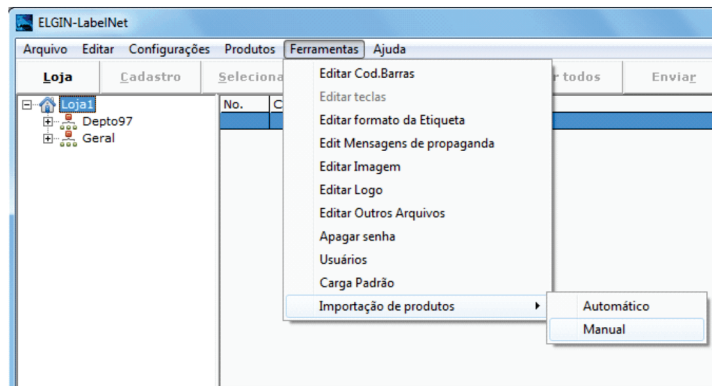 ELGIN-LabelNet
Arquivo Editar Configurações Produtos Ferramentas Ajuda
Loja Cadastro Seleciona r todos Enviar
Loja1
Depto97
Geral
No. C
Editar Cod.Barras
Editar teclas
Editar formato da Etiqueta
Edit Mensagens de propaganda
Editar Imagem
Editar Logo
Editar Outros Arquivos
Apagar senha
Usuários
Carga Padrão
Importação de produtos
Automático
Manual